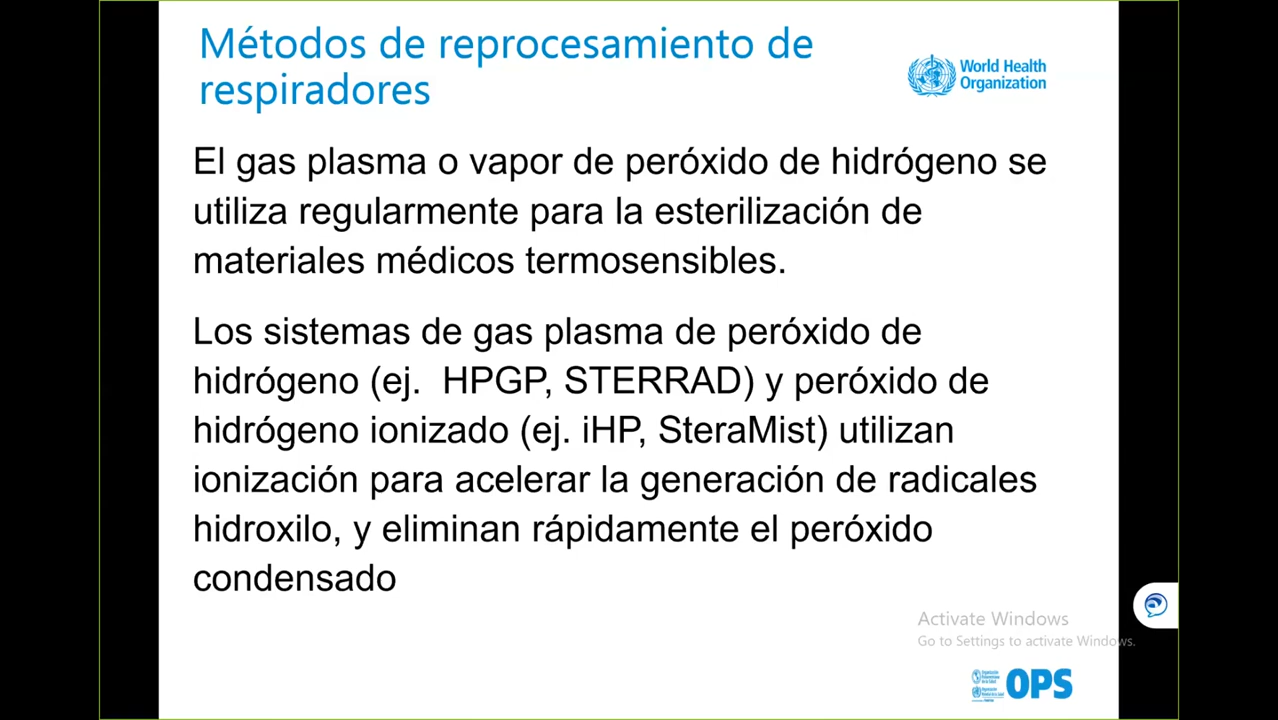 Métodos de reprocesamiento de
respiradores
World Health
Organization
El gas plasma o vapor de peróxido de hidrógeno se
utiliza regularmente para la esterilización de
materiales médicos termosensibles.
Los sistemas de gas plasma de peróxido de
hidrógeno (ej.  HPGP, STERRAD) y peróxido de
hidrógeno ionizado (ej. iHP, SteraMist) utilizan
ionización para acelerar la generación de radicales
hidroxilo, y eliminan rápidamente el peróxido
condensado
Activate Windows
Go to Settings to activate Windows.
OPS